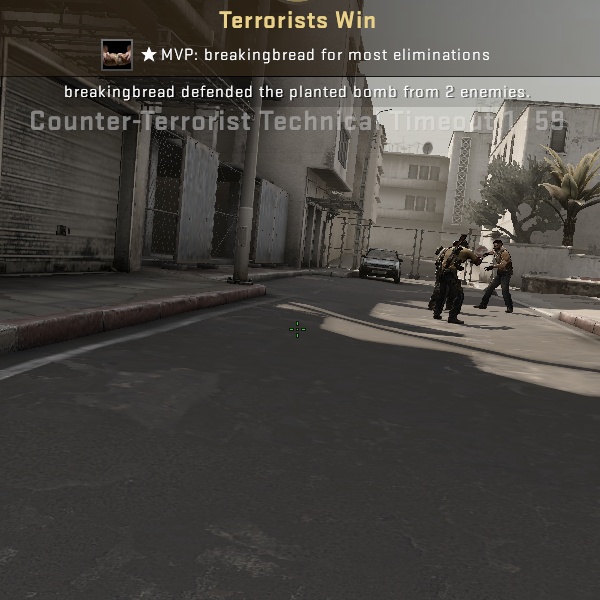 Terrorists Win
★ MVP: breakingbread for most eliminations
breakingbread defended the planted bomb from 2 enemies.
Counter-Terrorist Technical Timeout 1:59